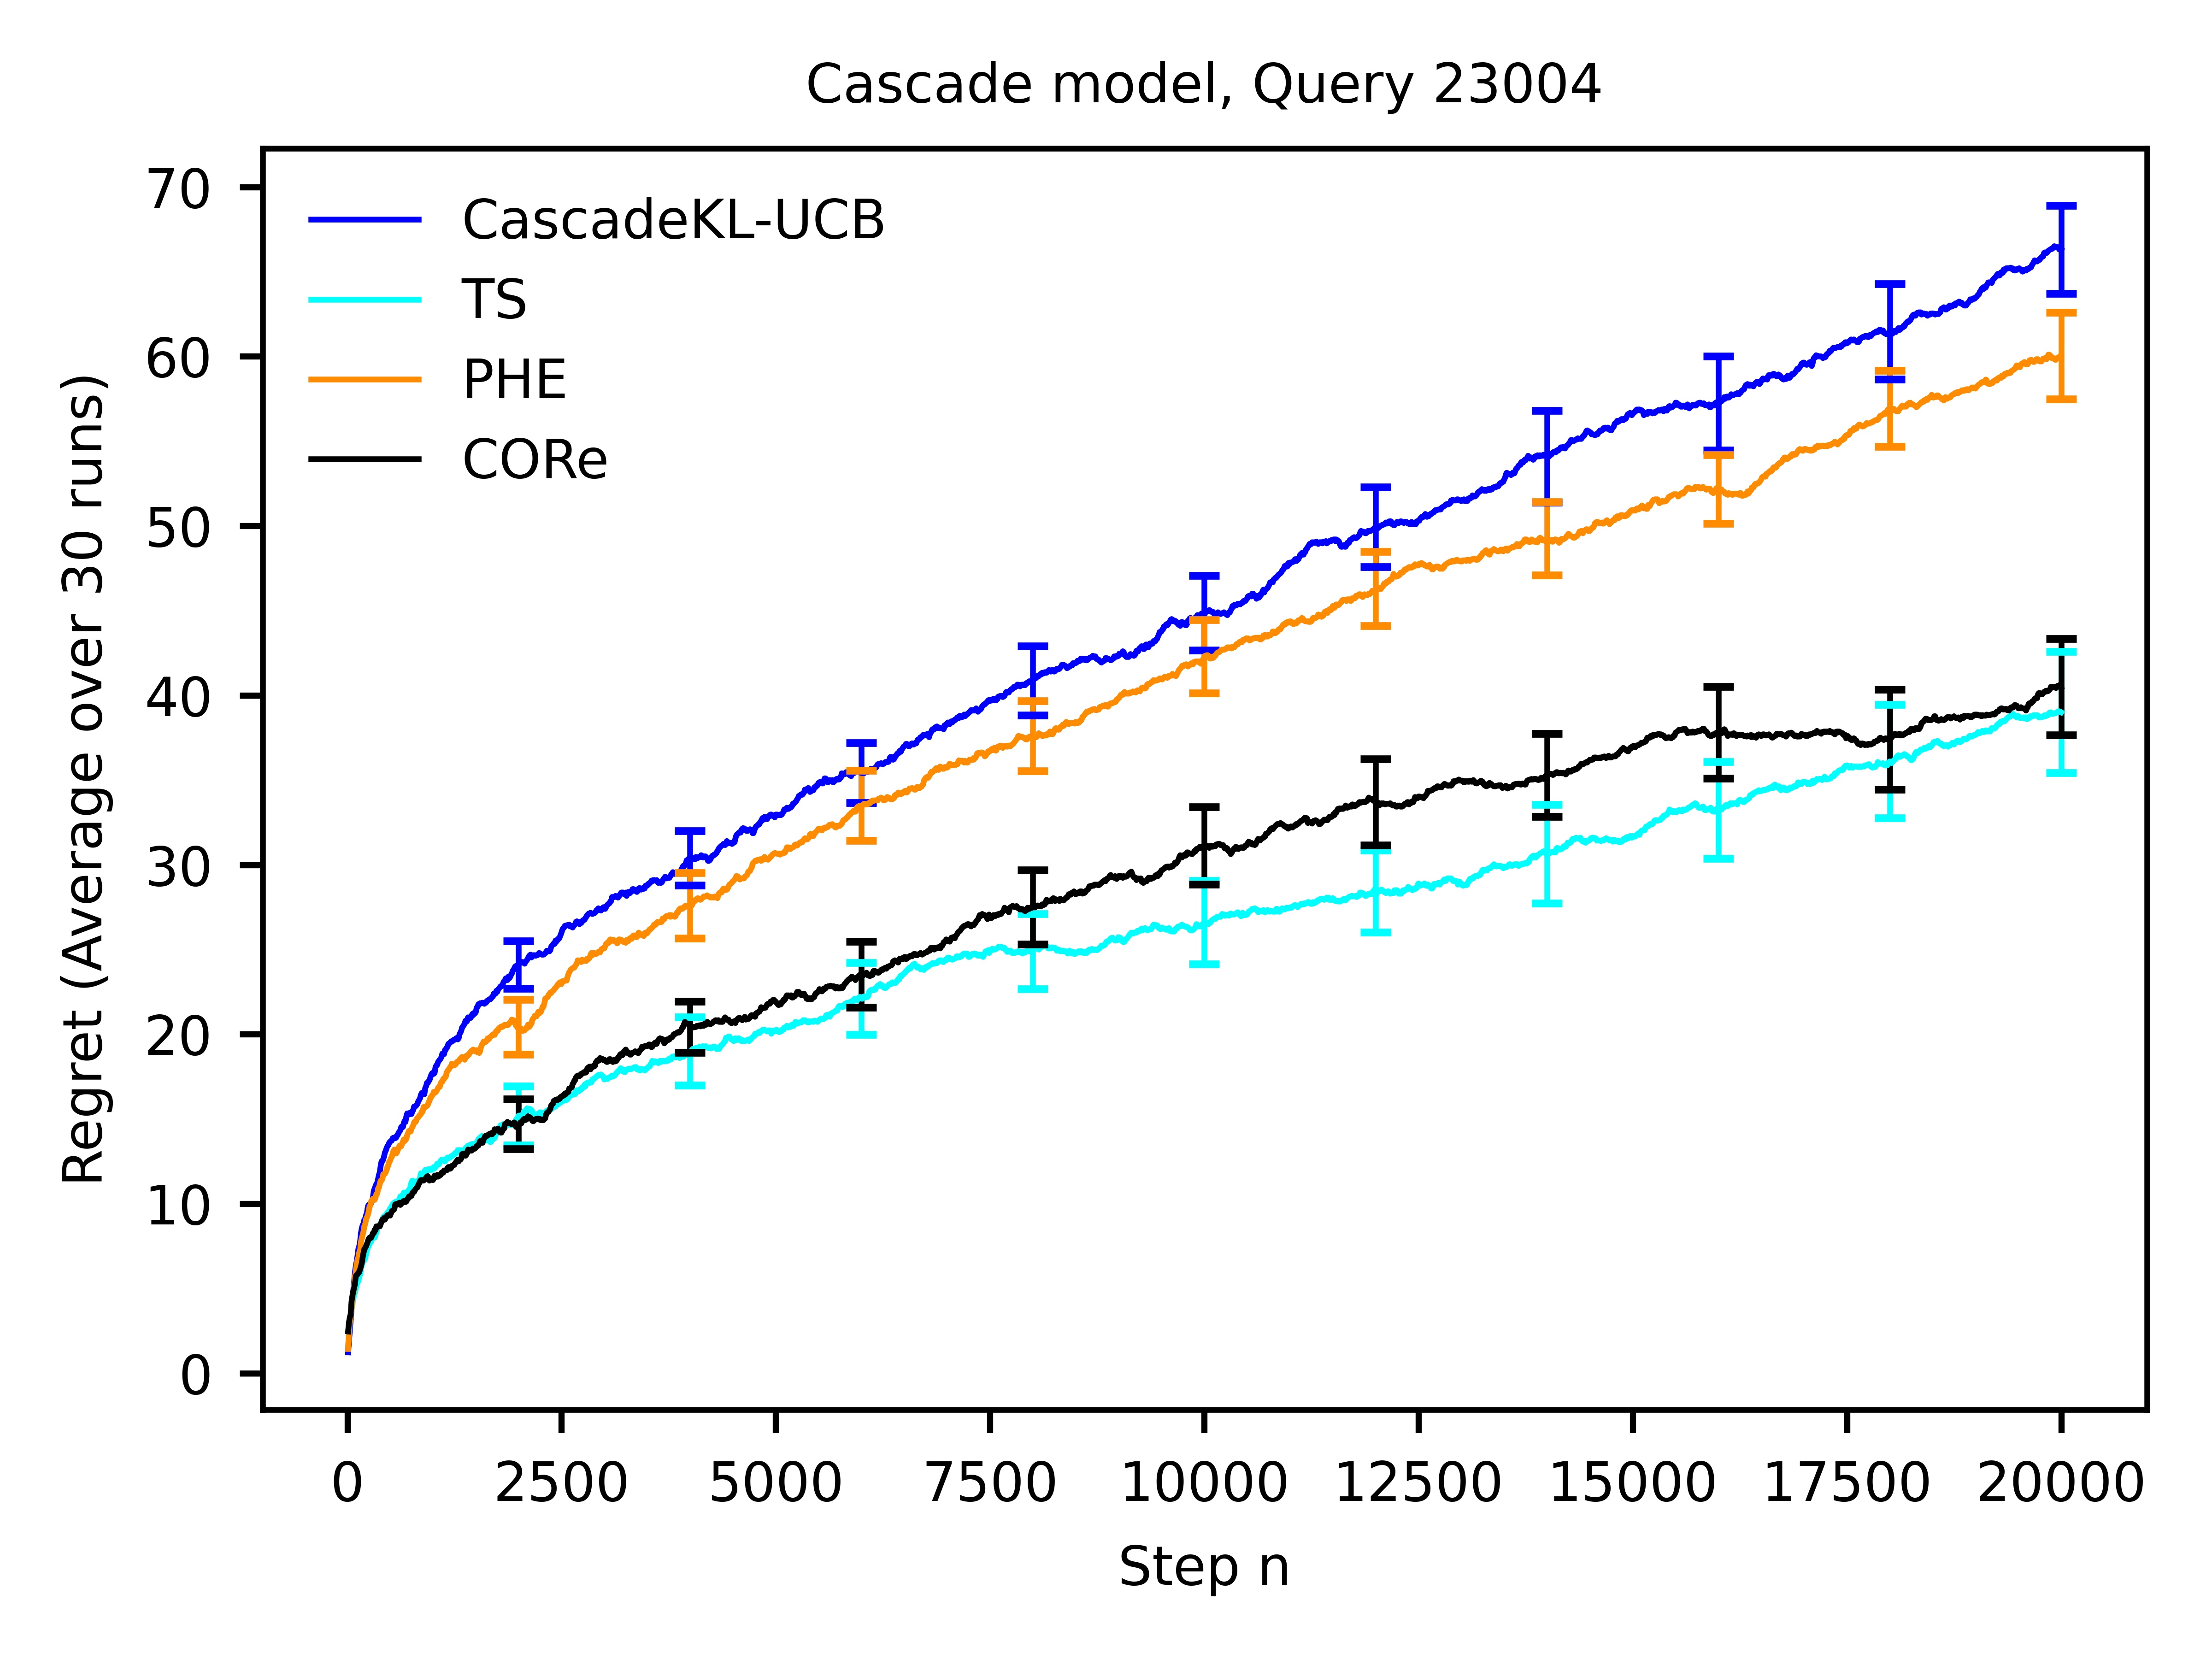 Cascade model, Query 23004
Regret (Average over 30 runs)
70
60
50
40
30
20
10
0
CascadeKL-UCB
TS
PHE
CORe
0 2500 5000 7500 10000 12500 15000 17500 20000
Step n